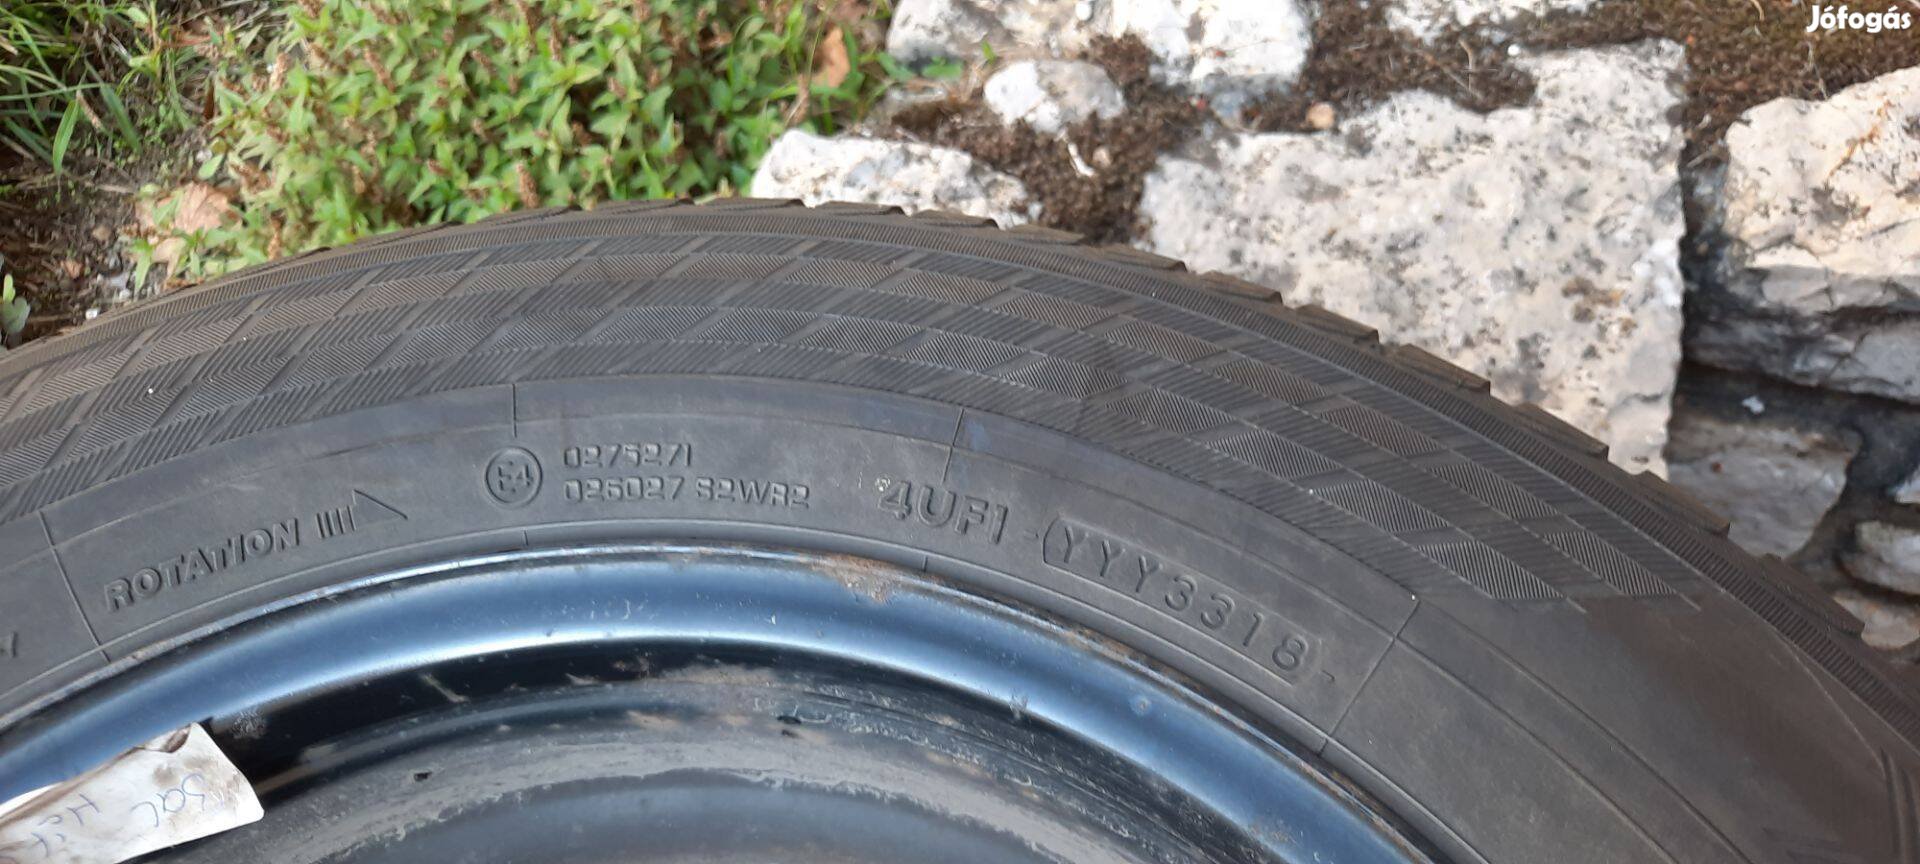 Jófogás
ROTATION
E4 0275271
026027 S2WR2
4UF1 YYY3318